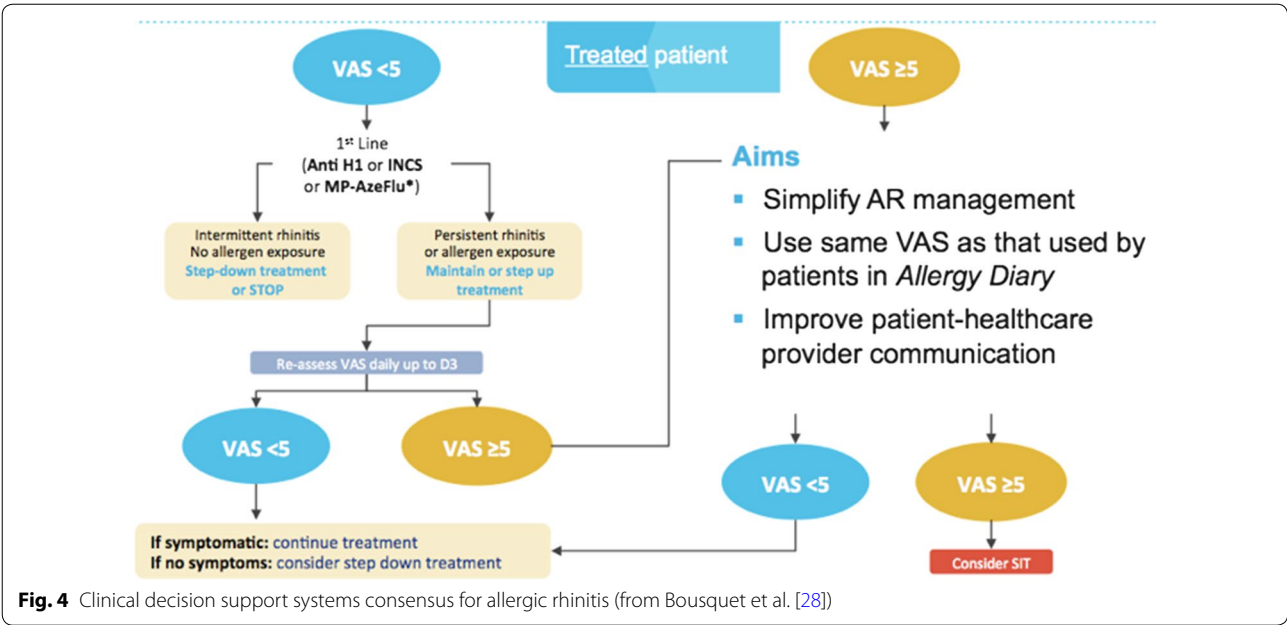 Treated patient
VAS <5
1st Line
(Anti H1 or INCS
or MP-AzeFlu*)
Intermittent rhinitis
No allergen exposure
Step-down treatment
or STOP
Persistent rhinitis
or allergen exposure
Maintain or step up
treatment
Re-assess VAS daily up to D3
VAS <5
VAS ≥5
If symptomatic: continue treatment
If no symptoms: consider step down treatment
VAS ≥5
Aims
▪ Simplify AR management
▪ Use same VAS as that used by
patients in Allergy Diary
▪ Improve patient-healthcare
provider communication
VAS <5
VAS ≥5
Consider SIT
Fig. 4 Clinical decision support systems consensus for allergic rhinitis (from Bousquet et al. [28])